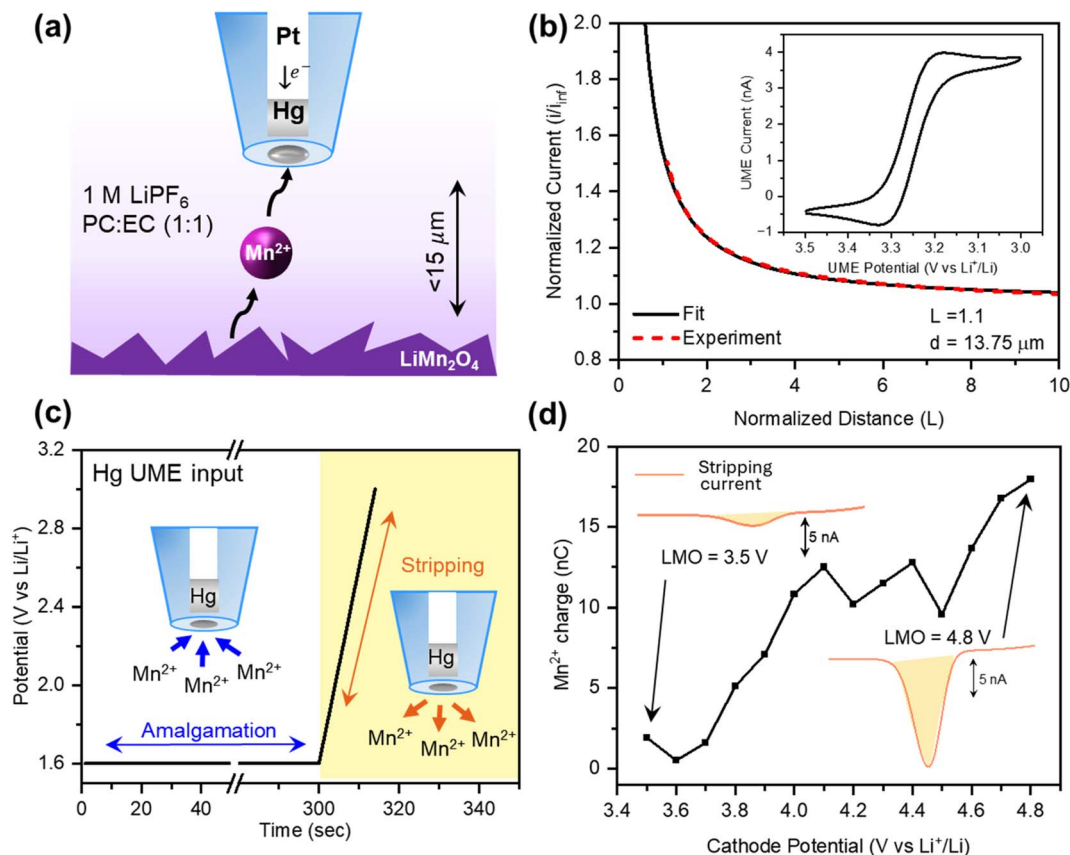 (a)
Pt
e⁻
Hg
1 M LiPF₆
PC:EC (1:1)
Mn²⁺
<15 μm
LiMn₂O₄
(b)
Normalized Current (i/i_inf)
2.0
1.8
1.6
1.4
1.2
1.0
0.8
0
2
4
6
8
10
Normalized Distance (L)
UME Current (nA)
4
3
2
1
0
−1
3.5
3.4
3.3
3.2
3.1
3.0
UME Potential (V vs Li⁺/Li)
Fit
Experiment
L =1.1
d = 13.75 μm
(c)
Potential (V vs Li/Li⁺)
3.2
2.8
2.4
2.0
1.6
Hg UME input
Hg
Mn²⁺
Mn²⁺
Mn²⁺
Amalgamation
Stripping
Hg
Mn²⁺
Mn²⁺
Mn²⁺
0
20
40
300
320
340
Time (sec)
(d)
Mn²⁺ charge (nC)
20
15
10
5
0
Stripping
current
5 nA
LMO = 3.5 V
LMO = 4.8 V
5 nA
3.4
3.6
3.8
4.0
4.2
4.4
4.6
4.8
Cathode Potential (V vs Li⁺/Li)